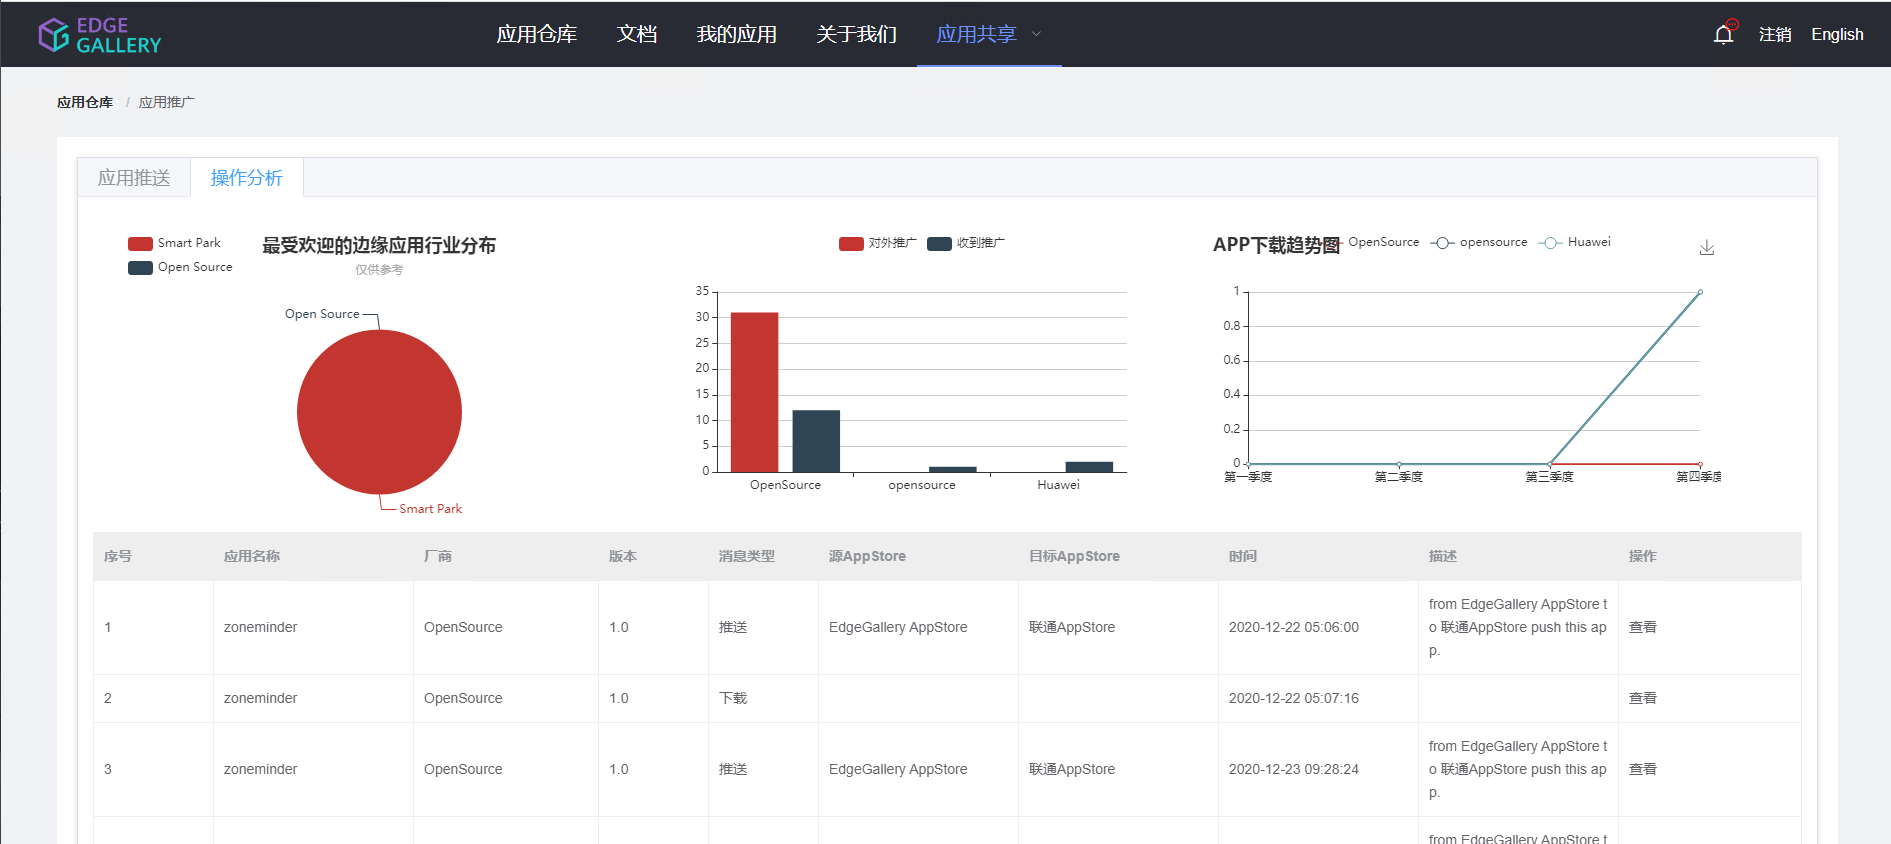 EDGE
GALLERY
应用仓库 文档 我的应用 关于我们 应用共享
注销 English
应用仓库 / 应用推广
应用推送 操作分析
Smart Park
Open Source
最受欢迎的边缘应用行业分布
仅供参考
Open Source
Smart Park
对外推广 收到推广
35
30
25
20
15
10
5
0
OpenSource opensource Huawei
APP下载趋势图 OpenSource opensource Huawei
1
0.8
0.6
0.4
0.2
0
第一季度 第二季度 第三季度 第四季度
序号 应用名称 厂商 版本 消息类型 源AppStore 目标AppStore 时间 描述 操作
from EdgeGallery AppStore t
1 zoneminder OpenSource 1.0 推送 EdgeGallery AppStore 联通AppStore 2020-12-22 05:06:00 o 联通AppStore push this ap 查看
p.
2 zoneminder OpenSource 1.0 下载 2020-12-22 05:07:16 查看
from EdgeGallery AppStore t
3 zoneminder OpenSource 1.0 推送 EdgeGallery AppStore 联通AppStore 2020-12-23 09:28:24 o 联通AppStore push this ap 查看
p.
from EdgeGallery AppStore t